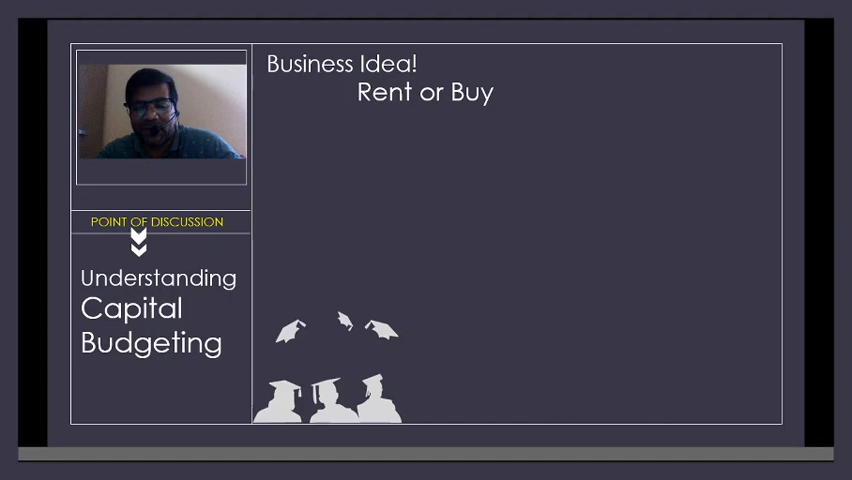 Business Idea!
Rent or Buy
POINT OF DISCUSSION
Understanding
Capital
Budgeting